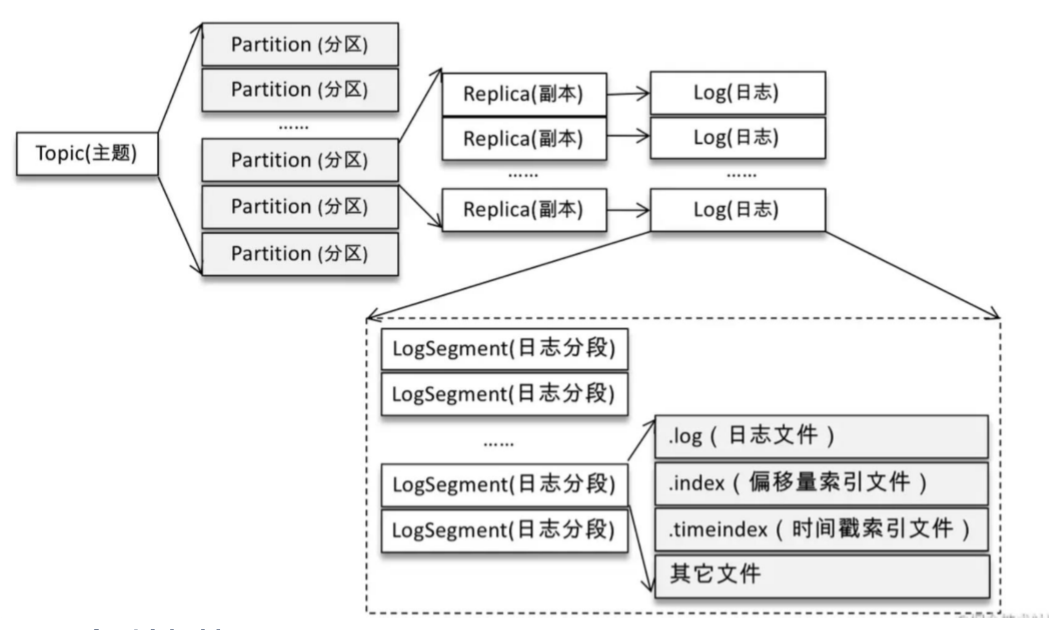 Topic(主题)
Partition (分区)
Partition (分区)
……
Partition (分区)
Partition (分区)
Partition (分区)
Replica(副本)
Replica(副本)
……
Replica(副本)
Log(日志)
Log(日志)
……
Log(日志)
LogSegment(日志分段)
LogSegment(日志分段)
……
LogSegment(日志分段)
LogSegment(日志分段)
.log（日志文件）
.index（偏移量索引文件）
.timeindex（时间戳索引文件）
其它文件